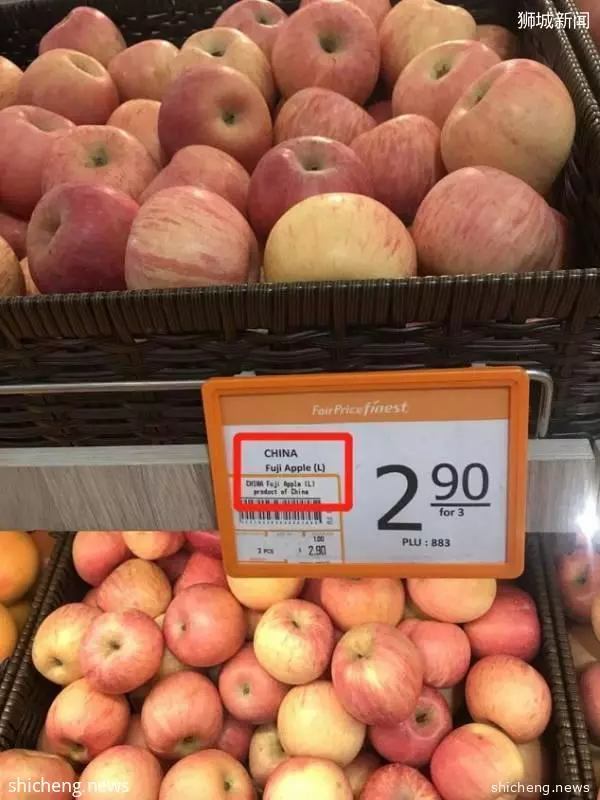 狮城新闻
FairPrice finest
CHINA
Fuji Apple (L)
CHINA Fuji Apple (L)
product of China
2 90
for 3
PLU : 883
1.00
3 PCS
$ 2.90
shicheng.news
shicheng.news